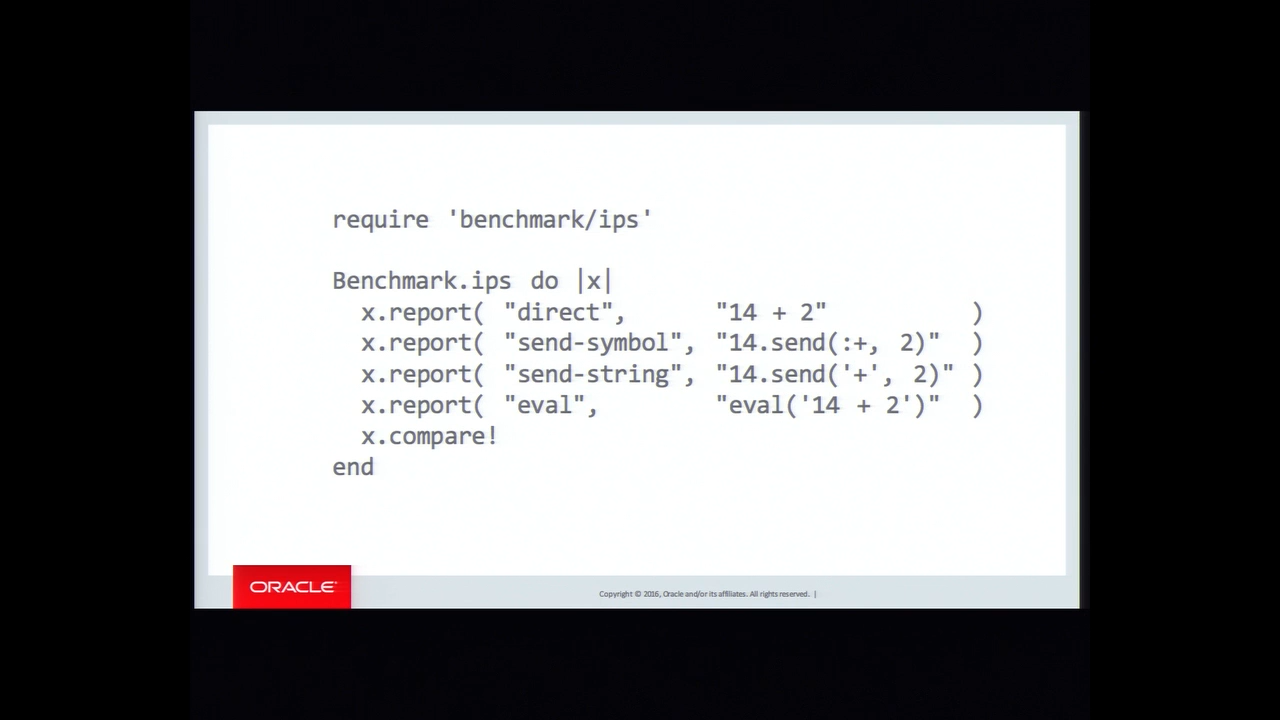 require 'benchmark/ips'
Benchmark.ips do |x|
x.report( "direct", "14 + 2" )
x.report( "send-symbol", "14.send(:+, 2)" )
x.report( "send-string", "14.send('+', 2)" )
x.report( "eval", "eval('14 + 2')" )
x.compare!
end
ORACLE
Copyright © 2016, Oracle and/or its affiliates. All rights reserved. |